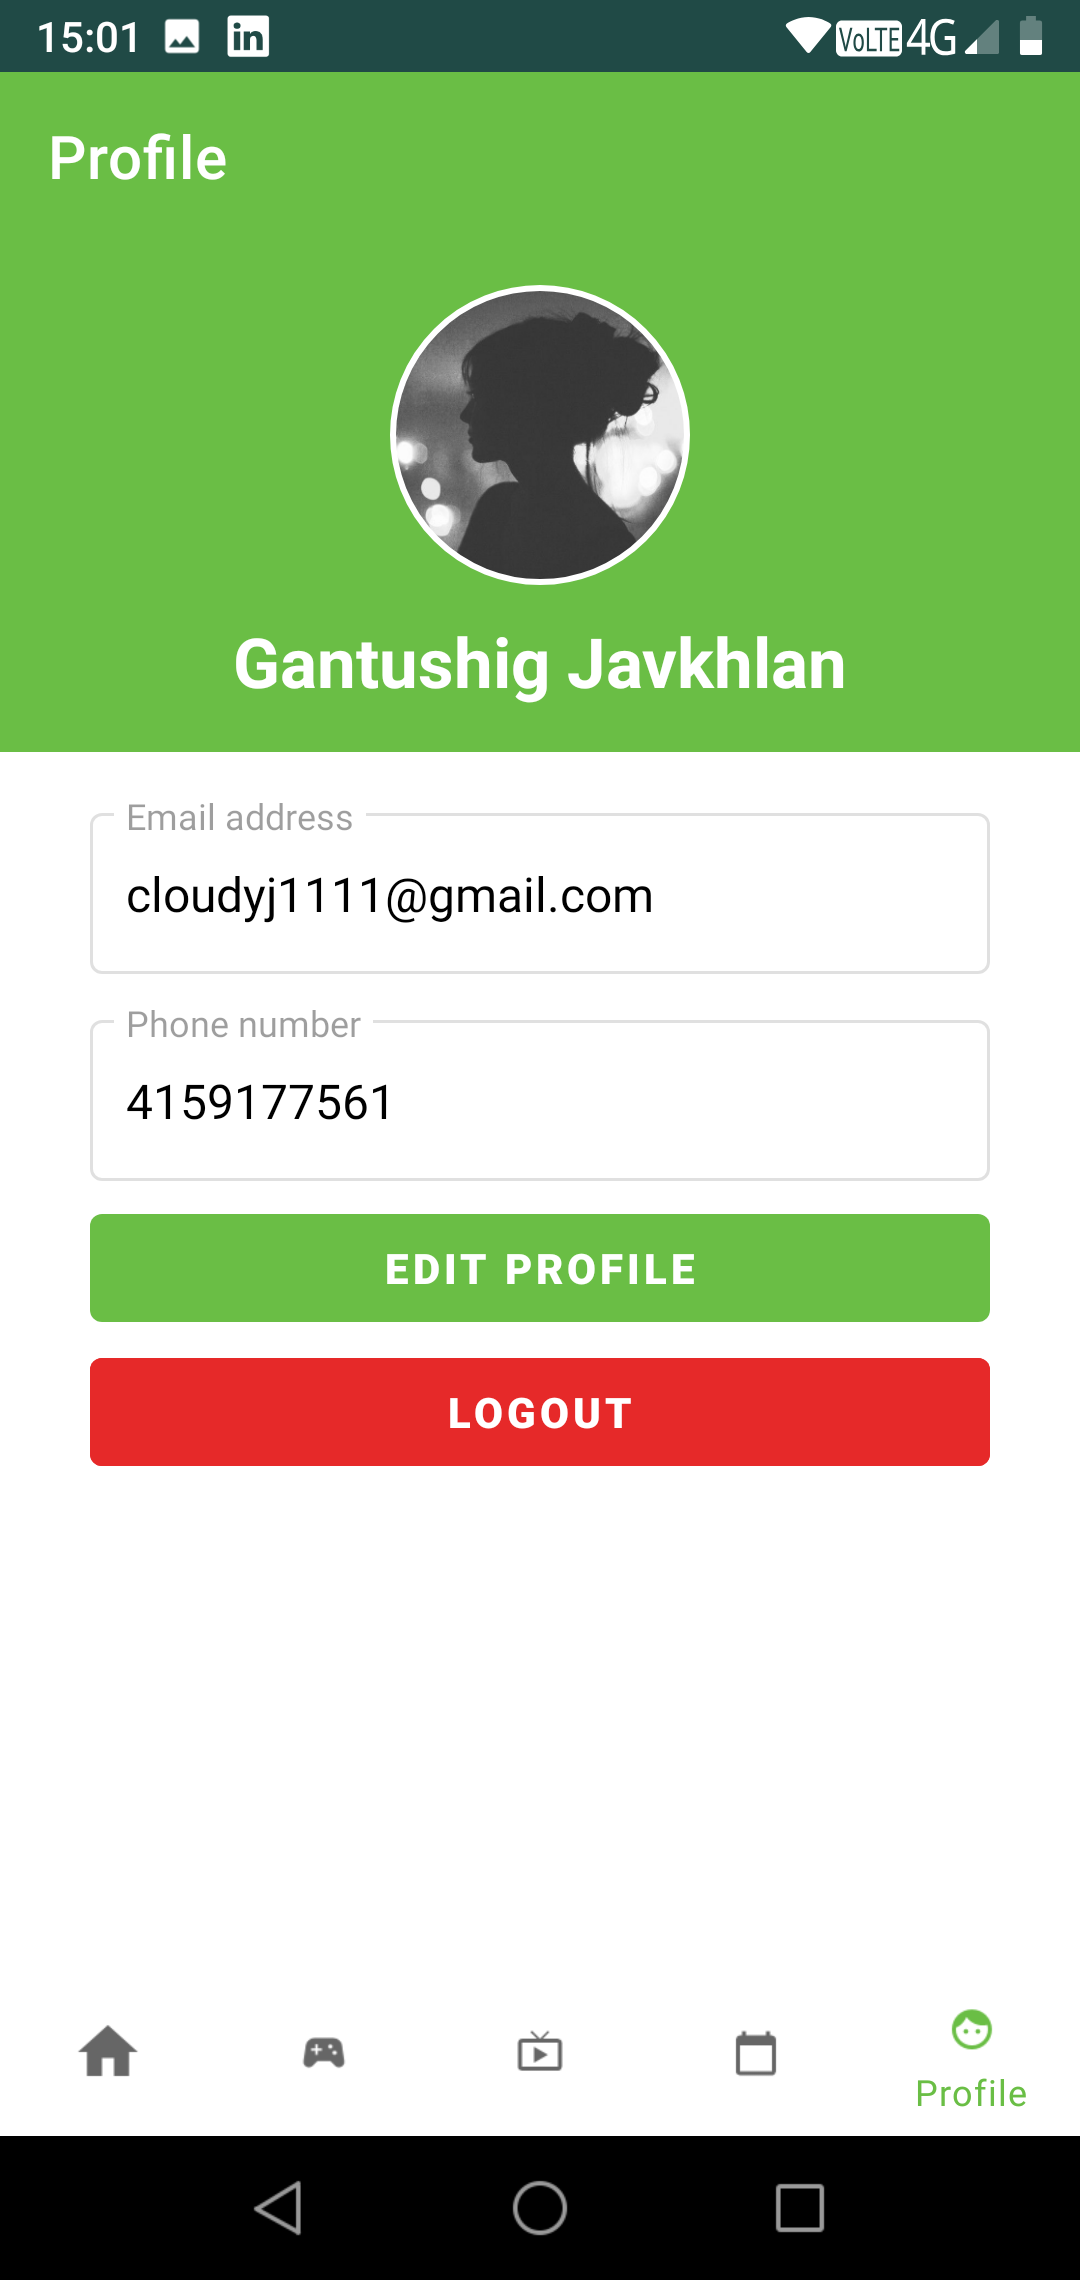 15:01 in VoLTE 4G
Profile
Gantushig Javkhlan
Email address
cloudyj1111@gmail.com
Phone number
4159177561
EDIT PROFILE
LOGOUT
Profile